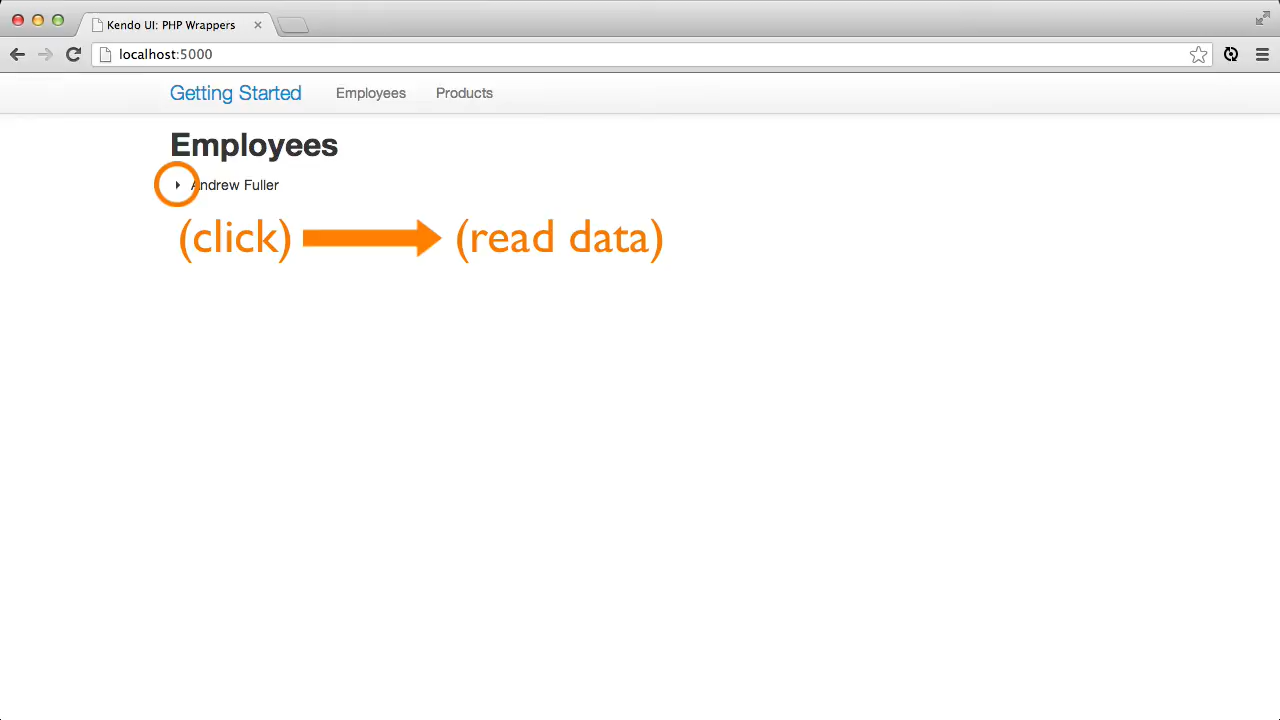 Kendo UI: PHP Wrappers
localhost:5000
Getting Started Employees Products
Employees
Andrew Fuller
(click) (read data)